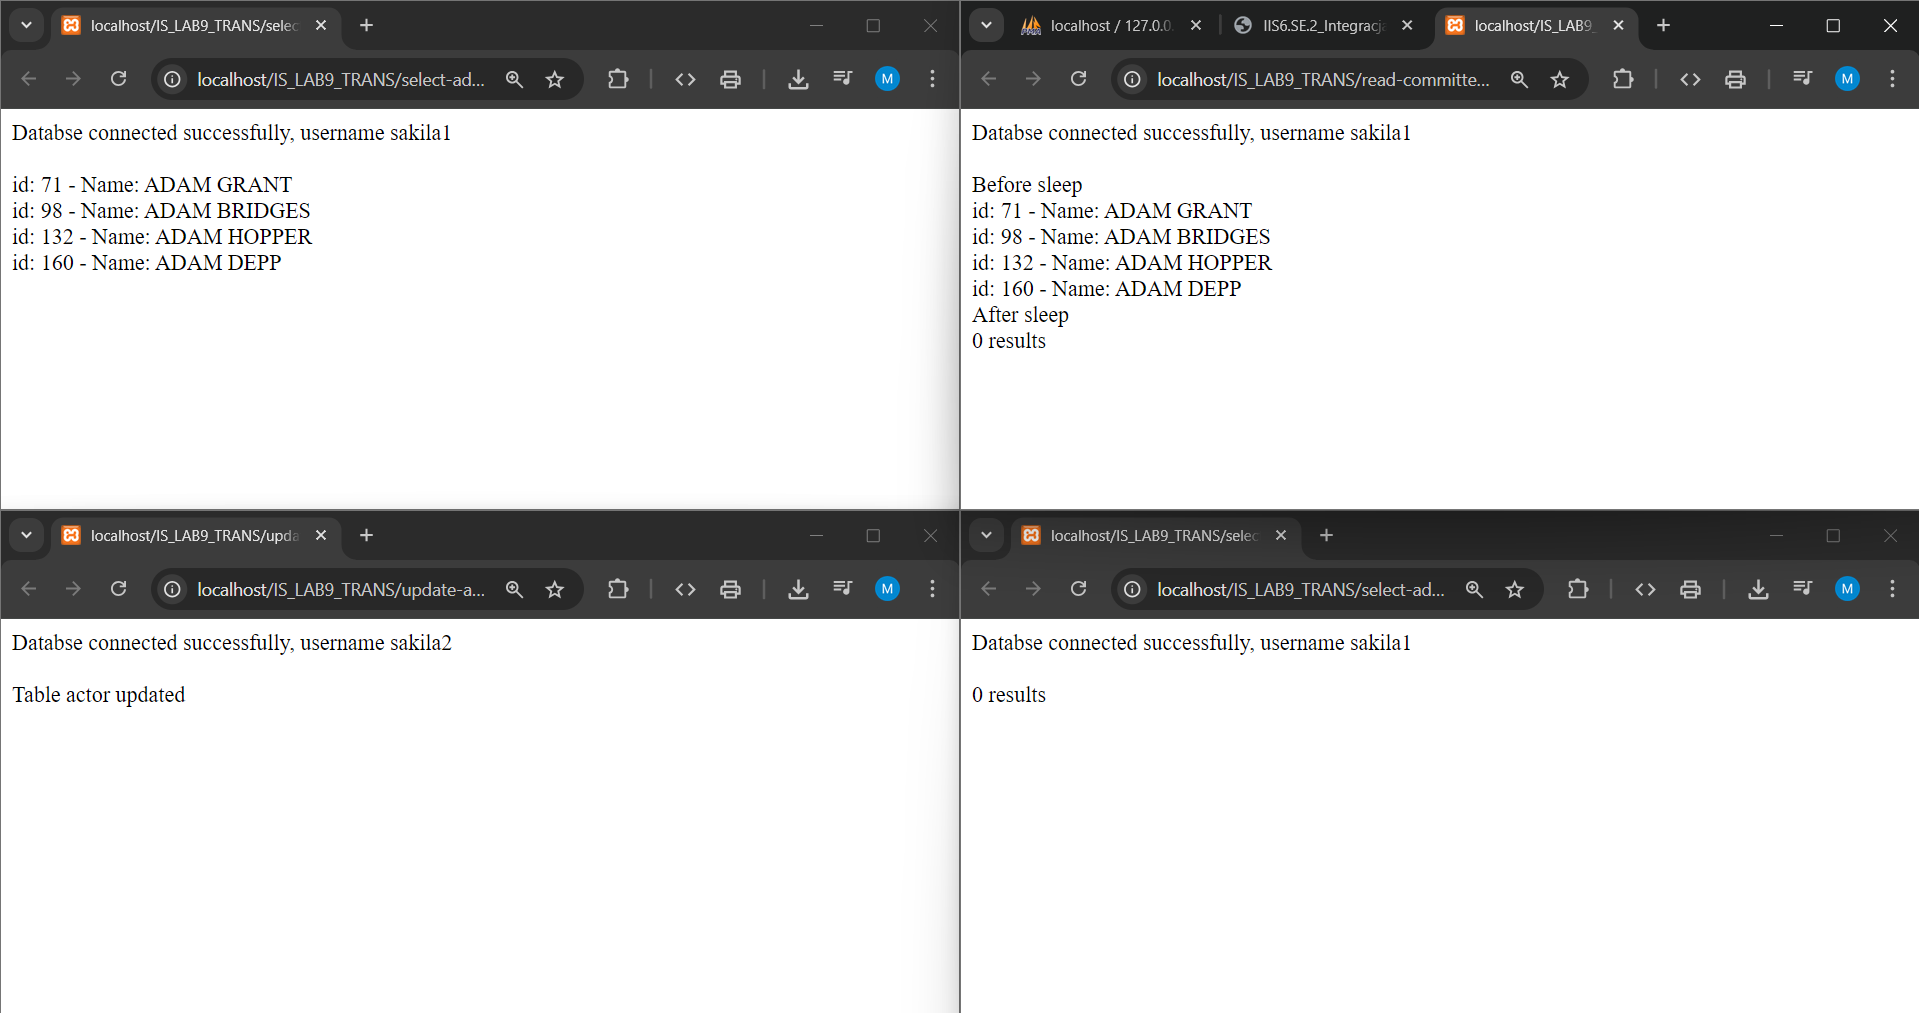 localhost/IS_LAB9_TRANS/selec
localhost/IS_LAB9_TRANS/select-ad...
M
Databse connected successfully, username sakila1
id: 71 - Name: ADAM GRANT
id: 98 - Name: ADAM BRIDGES
id: 132 - Name: ADAM HOPPER
id: 160 - Name: ADAM DEPP
localhost / 127.0.0.
IIS6.SE.2_Integracja
localhost/IS_LAB9_
localhost/IS_LAB9_TRANS/read-committe...
M
Databse connected successfully, username sakila1
Before sleep
id: 71 - Name: ADAM GRANT
id: 98 - Name: ADAM BRIDGES
id: 132 - Name: ADAM HOPPER
id: 160 - Name: ADAM DEPP
After sleep
0 results
localhost/IS_LAB9_TRANS/upda
localhost/IS_LAB9_TRANS/update-a...
M
Databse connected successfully, username sakila2
Table actor updated
localhost/IS_LAB9_TRANS/selec
localhost/IS_LAB9_TRANS/select-ad...
M
Databse connected successfully, username sakila1
0 results